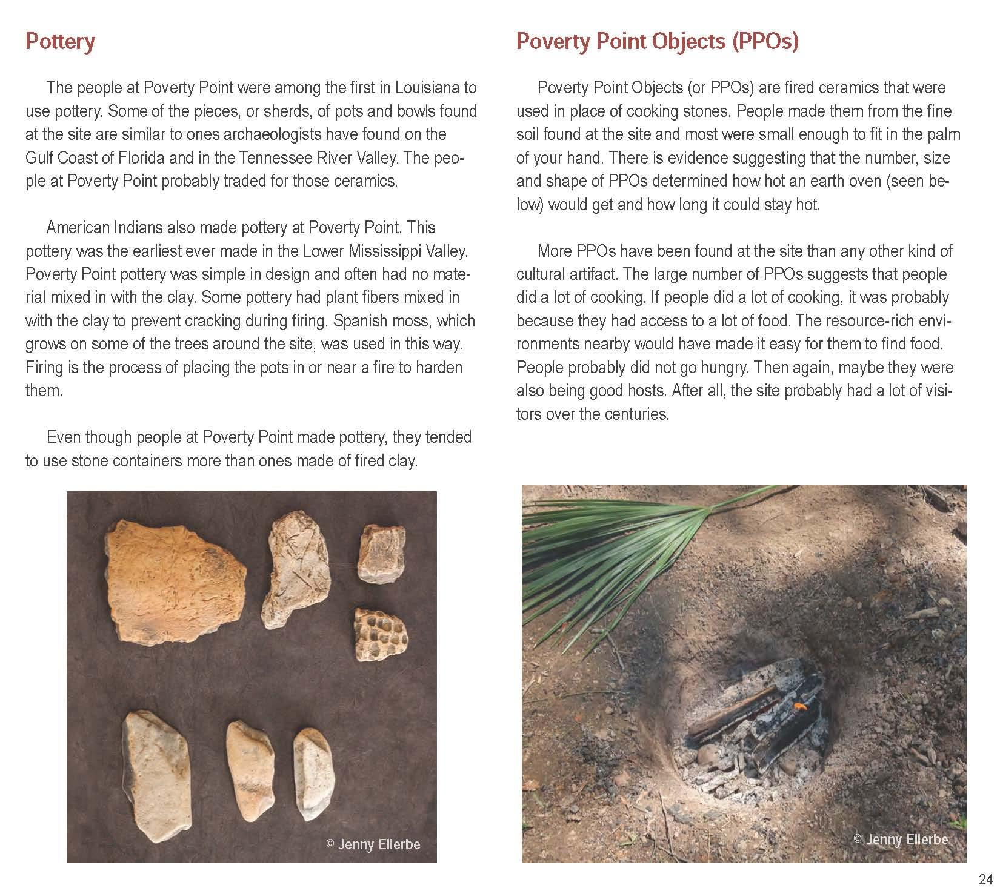 Pottery
The people at Poverty Point were among the first in Louisiana to
use pottery. Some of the pieces, or sherds, of pots and bowls found
at the site are similar to ones archaeologists have found on the
Gulf Coast of Florida and in the Tennessee River Valley. The peo-
ple at Poverty Point probably traded for those ceramics.
American Indians also made pottery at Poverty Point. This
pottery was the earliest ever made in the Lower Mississippi Valley.
Poverty Point pottery was simple in design and often had no mate-
rial mixed in with the clay. Some pottery had plant fibers mixed in
with the clay to prevent cracking during firing. Spanish moss, which
grows on some of the trees around the site, was used in this way.
Firing is the process of placing the pots in or near a fire to harden
them.
Even though people at Poverty Point made pottery, they tended
to use stone containers more than ones made of fired clay.
© Jenny Ellerbe
Poverty Point Objects (PPOs)
Poverty Point Objects (or PPOs) are fired ceramics that were
used in place of cooking stones. People made them from the fine
soil found at the site and most were small enough to fit in the palm
of your hand. There is evidence suggesting that the number, size
and shape of PPOs determined how hot an earth oven (seen be-
low) would get and how long it could stay hot.
More PPOs have been found at the site than any other kind of
cultural artifact. The large number of PPOs suggests that people
did a lot of cooking. If people did a lot of cooking, it was probably
because they had access to a lot of food. The resource-rich envi-
ronments nearby would have made it easy for them to find food.
People probably did not go hungry. Then again, maybe they were
also being good hosts. After all, the site probably had a lot of visi-
tors over the centuries.
© Jenny Ellerbe
24